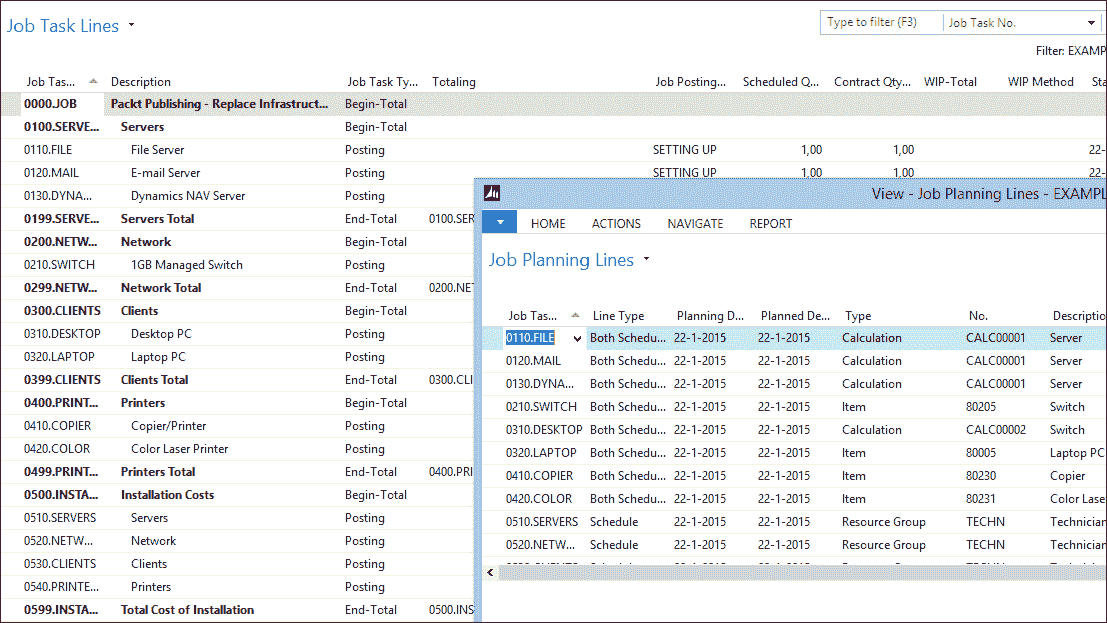 Job Task Lines
Type to filter (F3) Job Task No.
Filter: EXAMP
Job Tas... Description Job Task Ty... Totaling Job Posting... Scheduled Q... Contract Qty... WIP-Total WIP Method Sta
0000.JOB Packt Publishing - Replace Infrastruct... Begin-Total
0100.SERVE... Servers Begin-Total
0110.FILE File Server Posting SETTING UP 1,00 1,00 22-
0120.MAIL E-mail Server Posting SETTING UP 1,00 1,00 22-
0130.DYNA... Dynamics NAV Server Posting
0199.SERVE... Servers Total End-Total 0100.SER
0200.NETW... Network Begin-Total
0210.SWITCH 1GB Managed Switch Posting
0299.NETW... Network Total End-Total 0200.NET
0300.CLIENTS Clients Begin-Total
0310.DESKTOP Desktop PC Posting
0320.LAPTOP Laptop PC Posting
0399.CLIENTS Clients Total End-Total 0300.CLI
0400.PRINT... Printers Begin-Total
0410.COPIER Copier/Printer Posting
0420.COLOR Color Laser Printer Posting
0499.PRINT... Printers Total End-Total 0400.PRI
0500.INSTA... Installation Costs Begin-Total
0510.SERVERS Servers Posting
0520.NETW... Network Posting
0530.CLIENTS Clients Posting
0540.PRINTE... Printers Posting
0599.INSTA... Total Cost of Installation End-Total 0500.INS
View - Job Planning Lines - EXAMPL
HOME ACTIONS NAVIGATE REPORT
Job Planning Lines
Job Tas... Line Type Planning D... Planned De... Type No. Descriptio
0110.FILE Both Schedu... 22-1-2015 22-1-2015 Calculation CALC00001 Server
0120.MAIL Both Schedu... 22-1-2015 22-1-2015 Calculation CALC00001 Server
0130.DYNA... Both Schedu... 22-1-2015 22-1-2015 Calculation CALC00001 Server
0210.SWITCH Both Schedu... 22-1-2015 22-1-2015 Item 80205 Switch
0310.DESKTOP Both Schedu... 22-1-2015 22-1-2015 Calculation CALC00002 Switch
0320.LAPTOP Both Schedu... 22-1-2015 22-1-2015 Item 80005 Laptop PC
0410.COPIER Both Schedu... 22-1-2015 22-1-2015 Item 80230 Copier
0420.COLOR Both Schedu... 22-1-2015 22-1-2015 Item 80231 Color Laser
0510.SERVERS Schedule 22-1-2015 22-1-2015 Resource Group TECHN Technician
0520.NETW... Schedule 22-1-2015 22-1-2015 Resource Group TECHN Technician